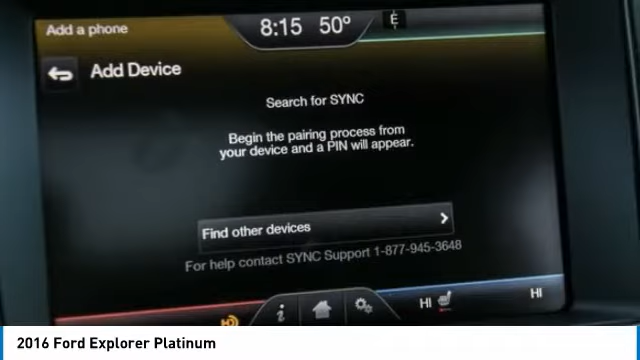 Add a phone
8:15 50°
E
Add Device
Search for SYNC
Begin the pairing process from
your device and a PIN will appear.
Find other devices
For help contact SYNC Support 1-877-945-3648
HI
HI
2016 Ford Explorer Platinum